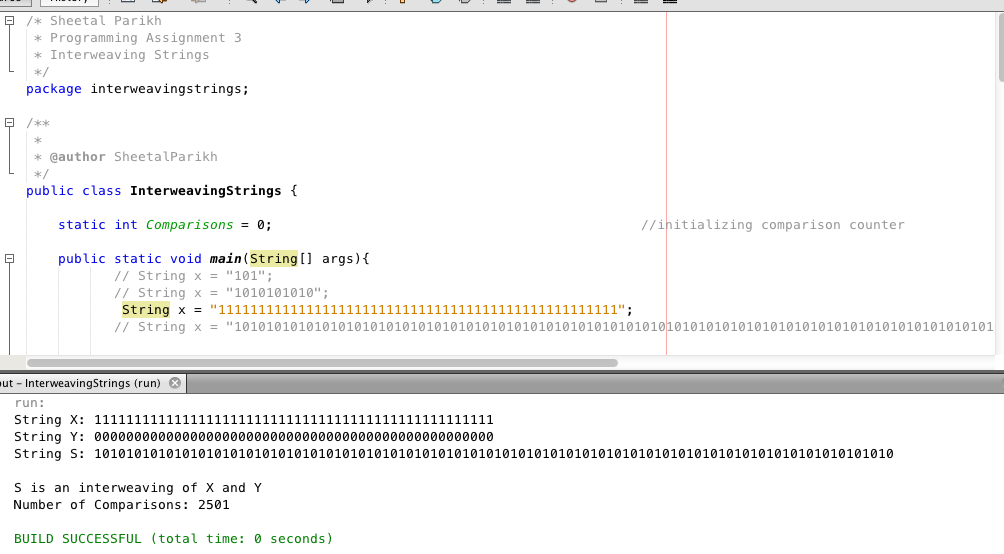 History
/* Sheetal Parikh
* Programming Assignment 3
* Interweaving Strings
*/
package interweavingstrings;
/**
*
* @author SheetalParikh
*/
public class InterweavingStrings {
static int Comparisons = 0; //initializing comparison counter
public static void main(String[] args){
// String x = "101";
// String x = "1010101010";
String x = "11111111111111111111111111111111111111111111111111";
// String x = "10101010101010101010101010101010101010101010101010101010101010101010101010101010101010101010101
ut – InterweavingStrings (run)
run:
String X: 11111111111111111111111111111111111111111111111111
String Y: 00000000000000000000000000000000000000000000000000
String S: 1010101010101010101010101010101010101010101010101010101010101010101010101010101010101010101010101010
S is an interweaving of X and Y
Number of Comparisons: 2501
BUILD SUCCESSFUL (total time: 0 seconds)